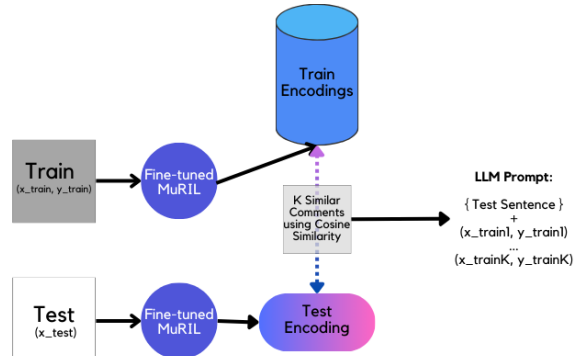 Train
Encodings
Train
(x_train, y_train)
Fine-tuned
MuRIL
K Similar
Comments
using Cosine
Similarity
LLM Prompt:
{ Test Sentence }
+
(x_train1, y_train1)
...
(x_trainK, y_trainK)
Test
(x_test)
Fine-tuned
MuRIL
Test
Encoding